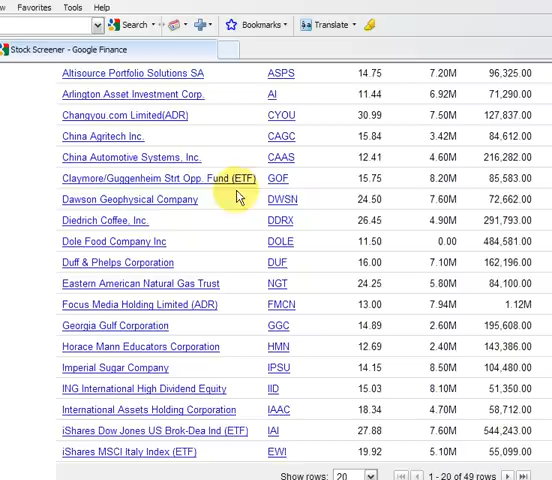 w Favorites Tools Help
Search Bookmarks Translate
Stock Screener - Google Finance
Altisource Portfolio Solutions SA ASPS 14.75 7.20M 96,325.00
Arlington Asset Investment Corp. AI 11.44 6.92M 71,290.00
Changyou.com Limited(ADR) CYOU 30.99 7.50M 127,837.00
China Agritech Inc. CAGC 15.84 3.42M 84,612.00
China Automotive Systems, Inc. CAAS 12.41 4.60M 216,282.00
Claymore/Guggenheim Strt Opp. Fund (ETF) GOF 15.75 8.20M 85,583.00
Dawson Geophysical Company DWSN 24.50 7.60M 72,662.00
Diedrich Coffee, Inc. DDRX 26.45 4.90M 291,793.00
Dole Food Company Inc DOLE 11.50 0.00 484,581.00
Duff & Phelps Corporation DUF 16.00 7.10M 162,196.00
Eastern American Natural Gas Trust NGT 24.25 5.80M 84,100.00
Focus Media Holding Limited (ADR) FMCN 13.00 7.94M 1.12M
Georgia Gulf Corporation GGC 14.89 2.60M 195,608.00
Horace Mann Educators Corporation HMN 12.69 2.40M 143,386.00
Imperial Sugar Company IPSU 14.15 8.50M 104,480.00
ING International High Dividend Equity IID 15.03 8.10M 51,350.00
International Assets Holding Corporation IAAC 18.34 4.70M 58,712.00
iShares Dow Jones US Brok-Dea Ind (ETF) IAI 27.88 7.60M 544,243.00
iShares MSCI Italy Index (ETF) EWI 19.92 5.10M 55,099.00
Show rows: 20 1 - 20 of 49 rows